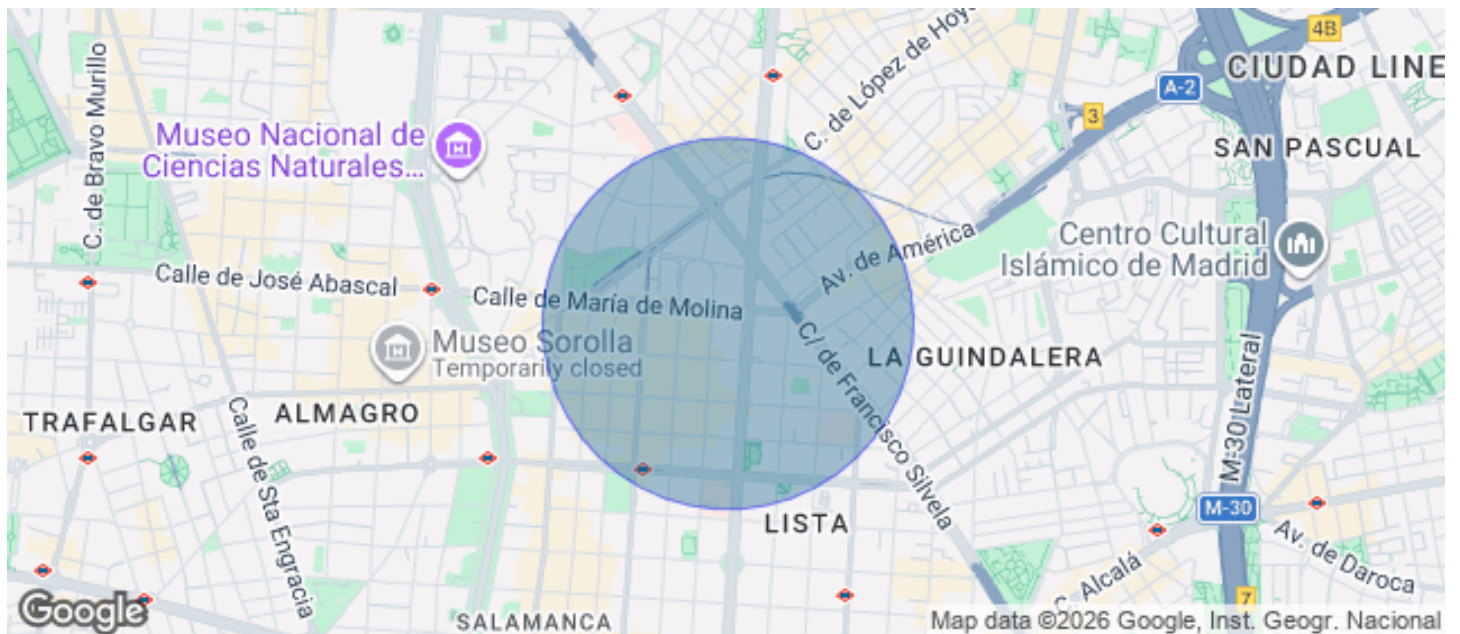 4B
CIUDAD LINE
A-2
3
C. de López de Hoyo
C. de Bravo Murillo
Museo Nacional de
Ciencias Naturales...
SAN PASCUAL
Centro Cultural
Islámico de Madrid
Av. de América
Calle de José Abascal
Calle de María de Molina
Museo Sorolla
Temporarily closed
C/ de Francisco Silvela
LA GUINDALERA
M-30 Lateral
TRAFALGAR
ALMAGRO
Calle de Sta Engracia
M-30
LISTA
Av. de Daroca
C. Alcalá
7
SALAMANCA
Google
Map data ©2026 Google, Inst. Geogr. Nacional